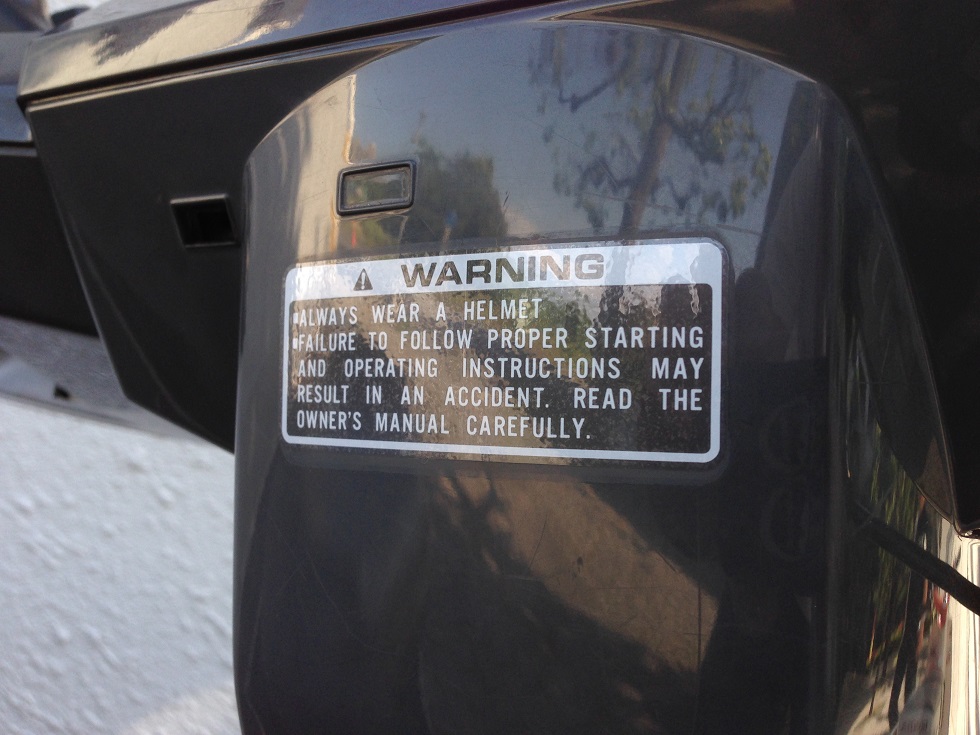 ⚠ WARNING
▪ALWAYS WEAR A HELMET
▪FAILURE TO FOLLOW PROPER STARTING
AND OPERATING INSTRUCTIONS MAY
RESULT IN AN ACCIDENT. READ THE
OWNER'S MANUAL CAREFULLY.